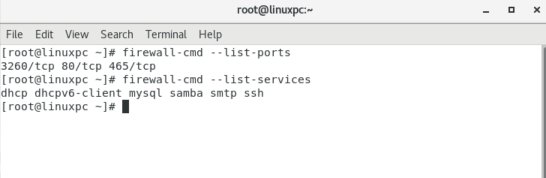 root@linuxpc:~
File Edit View Search Terminal Help
[root@linuxpc ~]# firewall-cmd --list-ports
3260/tcp 80/tcp 465/tcp
[root@linuxpc ~]# firewall-cmd --list-services
dhcp dhcpv6-client mysql samba smtp ssh
[root@linuxpc ~]#